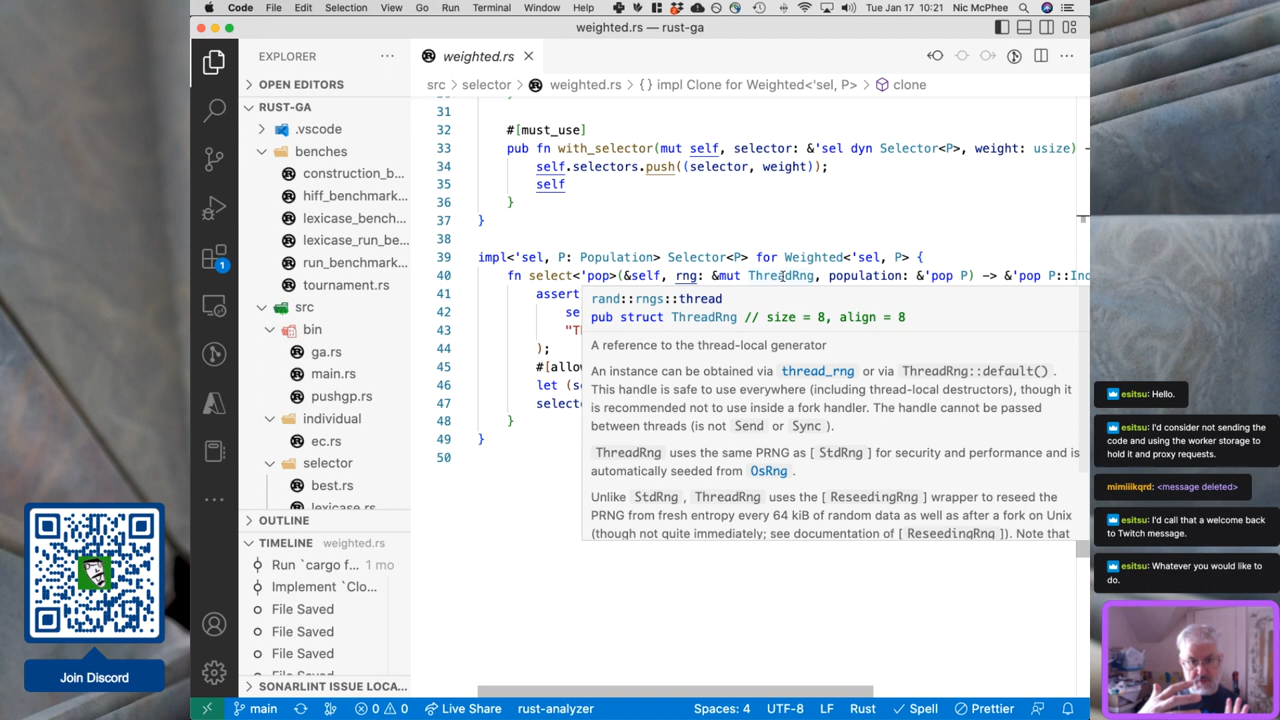 Code File Edit Selection View Go Run Terminal Window Help Tue Jan 17 10:21 Nic McPhee
weighted.rs — rust-ga
EXPLORER
OPEN EDITORS
RUST-GA
.vscode
benches
construction_b...
hiff_benchmark...
lexicase_bench...
lexicase_run_be...
run_benchmark...
tournament.rs
src
bin
ga.rs
main.rs
pushgp.rs
individual
ec.rs
selector
best.rs
lexicase.rs
OUTLINE
TIMELINE weighted.rs
Run `cargo f... 1 mo
Implement `Clo...
File Saved
File Saved
File Saved
File Saved
SONARLINT ISSUE LOCA...
1
weighted.rs
src > selector > weighted.rs > {} impl Clone for Weighted<'sel, P> > clone
31
32 #[must_use]
33 pub fn with_selector(mut self, selector: &'sel dyn Selector<P>, weight: usize) -
34 self.selectors.push((selector, weight));
35 self
36 }
37 }
38
39 impl<'sel, P: Population> Selector<P> for Weighted<'sel, P> {
40 fn select<'pop>(&self, rng: &mut ThreadRng, population: &'pop P) -> &'pop P::Ind
41 assert
42 se
43 "T
44 );
45 #[allow
46 let (s
47 select
48 }
49 }
50
rand::rngs::thread
pub struct ThreadRng // size = 8, align = 8
A reference to the thread-local generator
An instance can be obtained via thread_rng or via ThreadRng::default() .
This handle is safe to use everywhere (including thread-local destructors), though it
is recommended not to use inside a fork handler. The handle cannot be passed
between threads (is not Send or Sync ).
ThreadRng uses the same PRNG as [ StdRng ] for security and performance and is
automatically seeded from OsRng .
Unlike StdRng , ThreadRng uses the [ ReseedingRng ] wrapper to reseed the
PRNG from fresh entropy every 64 kiB of random data as well as after a fork on Unix
(though not quite immediately; see documentation of [ ReseedingRng ]). Note that
main 0 0 Live Share rust-analyzer Spaces: 4 UTF-8 LF Rust Spell Prettier
Join Discord
esitsu: Hello.
esitsu: I'd consider not sending the
code and using the worker storage to
hold it and proxy requests.
mimiiikqrd: <message deleted>
esitsu: I'd call that a welcome back
to Twitch message.
esitsu: Whatever you would like to
do.